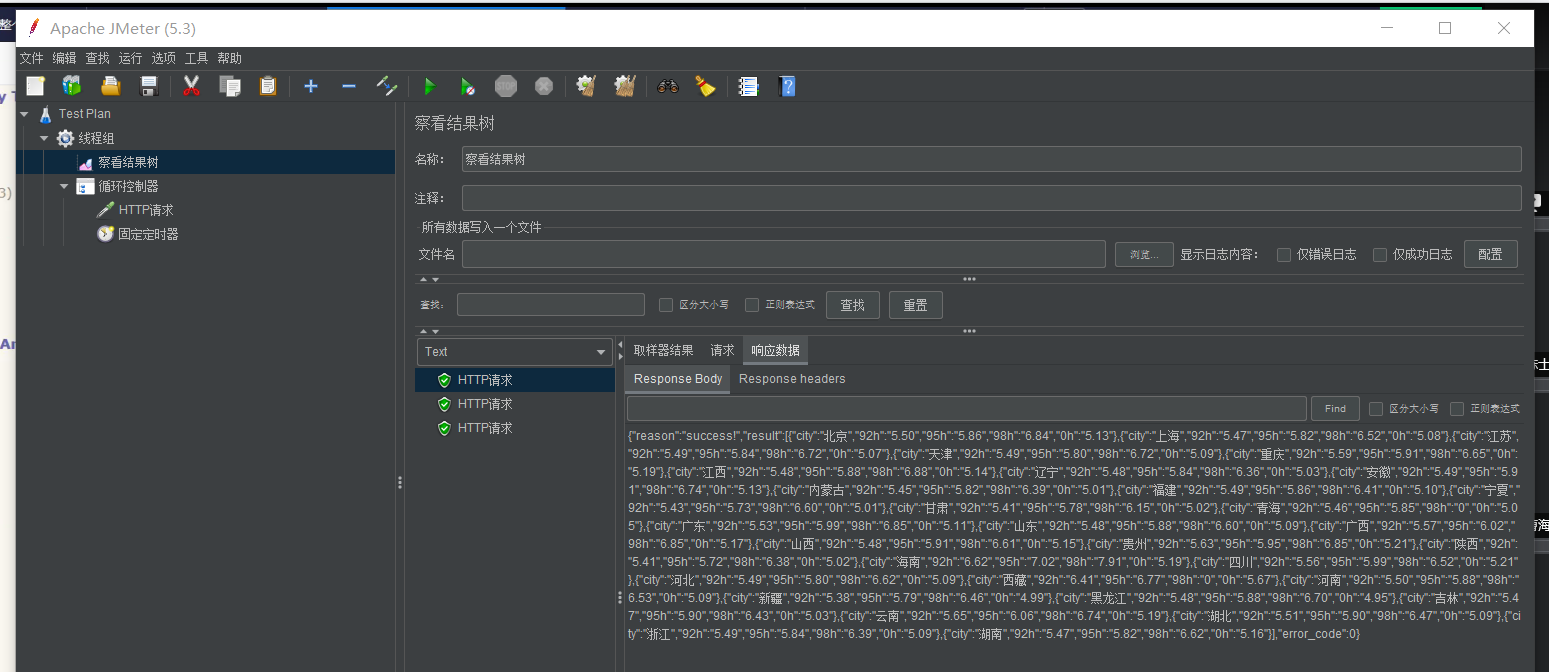 整个
Apache JMeter (5.3)
文件 编辑 查找 运行 选项 工具 帮助
STOP
Test Plan
线程组
察看结果树
循环控制器
HTTP请求
固定定时器
察看结果树
名称： 察看结果树
注释：
所有数据写入一个文件
文件名 浏览... 显示日志内容： 仅错误日志 仅成功日志 配置
查找: 区分大小写 正则表达式 查找 重置
Text
HTTP请求
HTTP请求
HTTP请求
取样器结果 请求 响应数据
Response Body Response headers
Find 区分大小写 正则表达式
{"reason":"success!","result":[{"city":"北京","92h":"5.50","95h":"5.86","98h":"6.84","0h":"5.13"},{"city":"上海","92h":"5.47","95h":"5.82","98h":"6.52","0h":"5.08"},{"city":"江苏",
"92h":"5.49","95h":"5.84","98h":"6.72","0h":"5.07"},{"city":"天津","92h":"5.49","95h":"5.80","98h":"6.72","0h":"5.09"},{"city":"重庆","92h":"5.59","95h":"5.91","98h":"6.65","0h":
"5.19"},{"city":"江西","92h":"5.48","95h":"5.88","98h":"6.88","0h":"5.14"},{"city":"辽宁","92h":"5.48","95h":"5.84","98h":"6.36","0h":"5.03"},{"city":"安徽","92h":"5.49","95h":"5.9
1","98h":"6.74","0h":"5.13"},{"city":"内蒙古","92h":"5.45","95h":"5.82","98h":"6.39","0h":"5.01"},{"city":"福建","92h":"5.49","95h":"5.86","98h":"6.41","0h":"5.10"},{"city":"宁夏","
92h":"5.43","95h":"5.73","98h":"6.60","0h":"5.01"},{"city":"甘肃","92h":"5.41","95h":"5.78","98h":"6.15","0h":"5.02"},{"city":"青海","92h":"5.46","95h":"5.85","98h":"0","0h":"5.0
5"},{"city":"广东","92h":"5.53","95h":"5.99","98h":"6.85","0h":"5.11"},{"city":"山东","92h":"5.48","95h":"5.88","98h":"6.60","0h":"5.09"},{"city":"广西","92h":"5.57","95h":"6.02","
98h":"6.85","0h":"5.17"},{"city":"山西","92h":"5.48","95h":"5.91","98h":"6.61","0h":"5.15"},{"city":"贵州","92h":"5.63","95h":"5.95","98h":"6.85","0h":"5.21"},{"city":"陕西","92h":
"5.41","95h":"5.72","98h":"6.38","0h":"5.02"},{"city":"海南","92h":"6.62","95h":"7.02","98h":"7.91","0h":"5.19"},{"city":"四川","92h":"5.56","95h":"5.99","98h":"6.52","0h":"5.21"
},{"city":"河北","92h":"5.49","95h":"5.80","98h":"6.62","0h":"5.09"},{"city":"西藏","92h":"6.41","95h":"6.77","98h":"0","0h":"5.67"},{"city":"河南","92h":"5.50","95h":"5.88","98h":"
6.53","0h":"5.09"},{"city":"新疆","92h":"5.38","95h":"5.79","98h":"6.46","0h":"4.99"},{"city":"黑龙江","92h":"5.48","95h":"5.88","98h":"6.70","0h":"4.95"},{"city":"吉林","92h":"5.4
7","95h":"5.90","98h":"6.43","0h":"5.03"},{"city":"云南","92h":"5.65","95h":"6.06","98h":"6.74","0h":"5.19"},{"city":"湖北","92h":"5.51","95h":"5.90","98h":"6.47","0h":"5.09"},{"ci
ty":"浙江","92h":"5.49","95h":"5.84","98h":"6.39","0h":"5.09"},{"city":"湖南","92h":"5.47","95h":"5.82","98h":"6.62","0h":"5.16"}],"error_code":0}